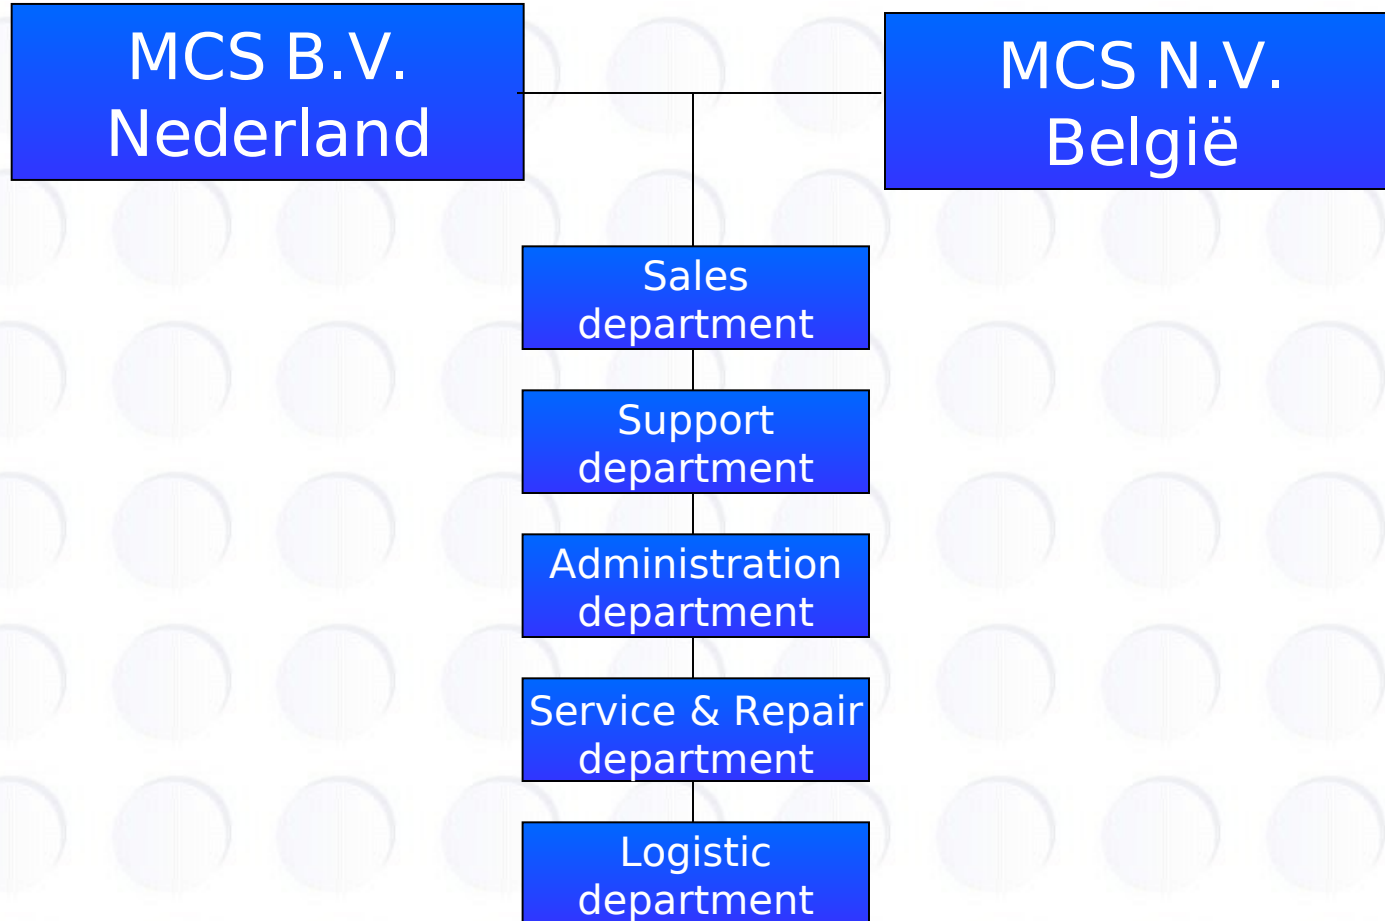 MCS B.V.
Nederland
MCS N.V.
België
Sales
department
Support
department
Administration
department
Service & Repair
department
Logistic
department